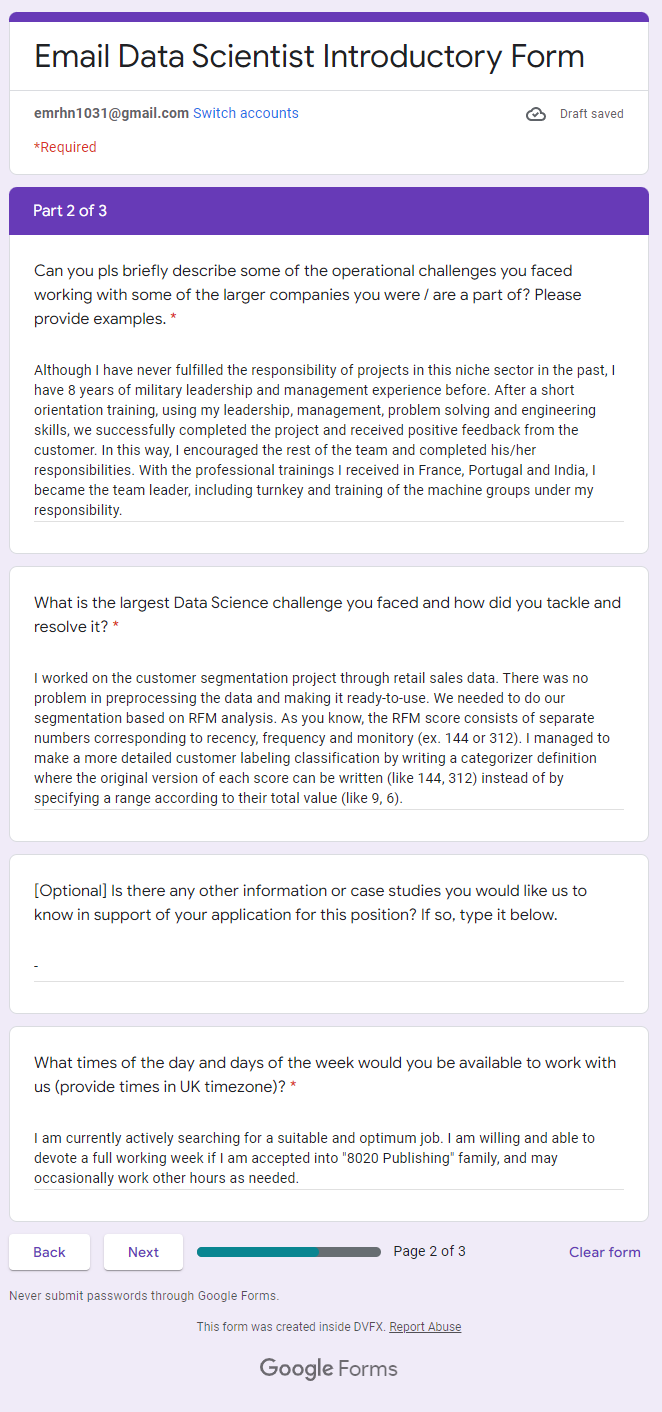 Email Data Scientist Introductory Form
emrhn1031@gmail.com Switch accounts
Draft saved
*Required
Part 2 of 3
Can you pls briefly describe some of the operational challenges you faced
working with some of the larger companies you were / are a part of? Please
provide examples. *
Although I have never fulfilled the responsibility of projects in this niche sector in the past, I
have 8 years of military leadership and management experience before. After a short
orientation training, using my leadership, management, problem solving and engineering
skills, we successfully completed the project and received positive feedback from the
customer. In this way, I encouraged the rest of the team and completed his/her
responsibilities. With the professional trainings I received in France, Portugal and India, I
became the team leader, including turnkey and training of the machine groups under my
responsibility.
What is the largest Data Science challenge you faced and how did you tackle and
resolve it? *
I worked on the customer segmentation project through retail sales data. There was no
problem in preprocessing the data and making it ready-to-use. We needed to do our
segmentation based on RFM analysis. As you know, the RFM score consists of separate
numbers corresponding to recency, frequency and monitory (ex. 144 or 312). I managed to
make a more detailed customer labeling classification by writing a categorizer definition
where the original version of each score can be written (like 144, 312) instead of by
specifying a range according to their total value (like 9, 6).
[Optional] Is there any other information or case studies you would like us to
know in support of your application for this position? If so, type it below.
-
What times of the day and days of the week would you be available to work with
us (provide times in UK timezone)? *
I am currently actively searching for a suitable and optimum job. I am willing and able to
devote a full working week if I am accepted into "8020 Publishing" family, and may
occasionally work other hours as needed.
Back
Next
Page 2 of 3
Clear form
Never submit passwords through Google Forms.
This form was created inside DVFX. Report Abuse
Google Forms